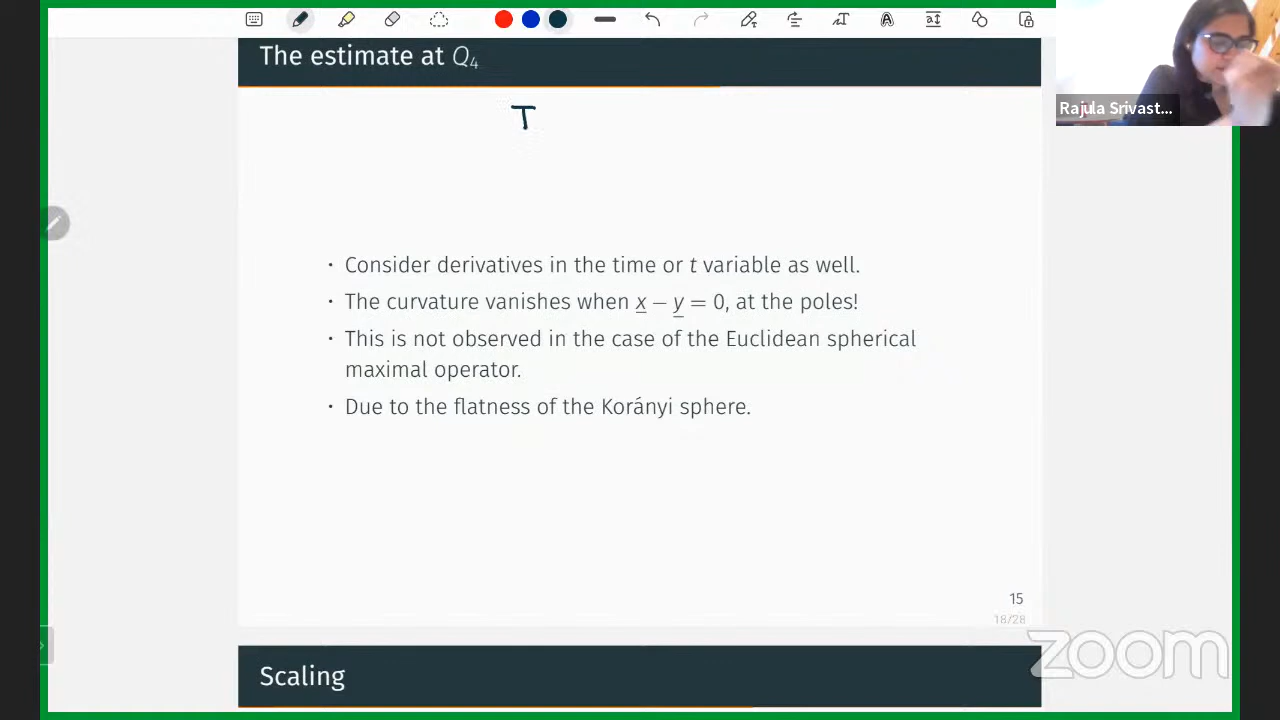 The estimate at Q₄
Rajula Srivast...
T
· Consider derivatives in the time or t variable as well.
· The curvature vanishes when x − y = 0, at the poles!
· This is not observed in the case of the Euclidean spherical
maximal operator.
· Due to the flatness of the Korányi sphere.
15
18/28
zoom
Scaling